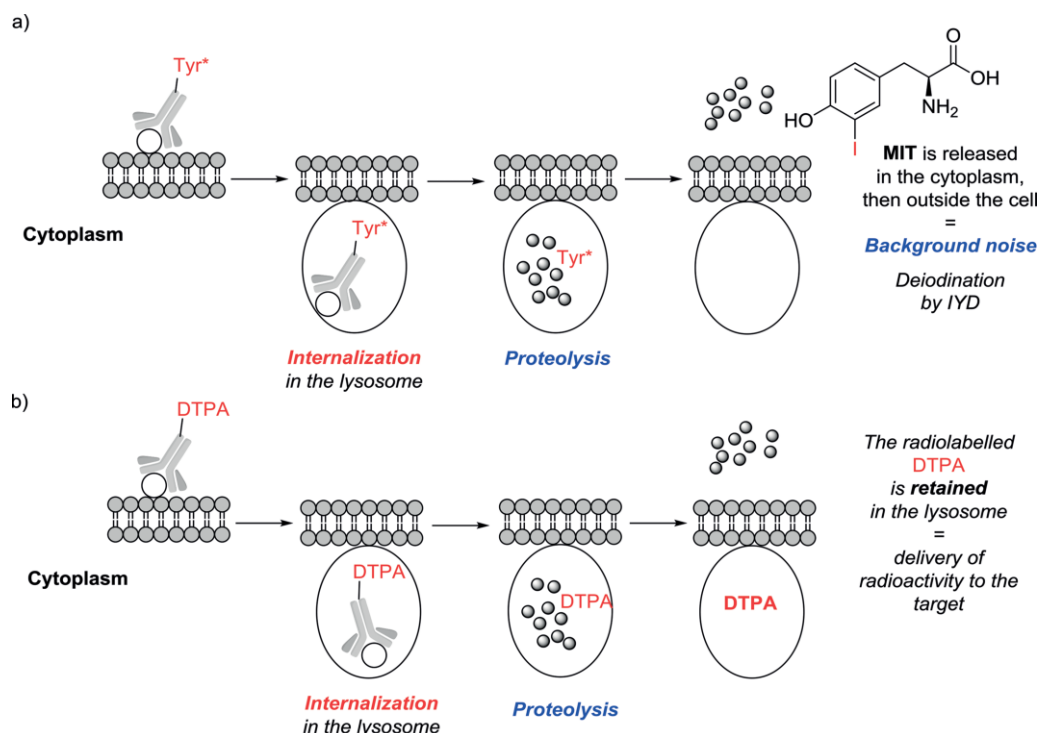 a)
Tyr*
Cytoplasm
Tyr*
Internalization
in the lysosome
Tyr*
Proteolysis
O
OH
NH₂
HO
I
MIT is released
in the cytoplasm,
then outside the cell
=
Background noise
Deiodination
by IYD
b)
DTPA
Cytoplasm
DTPA
Internalization
in the lysosome
DTPA
Proteolysis
DTPA
The radiolabelled
DTPA
is retained
in the lysosome
=
delivery of
radioactivity to the
target